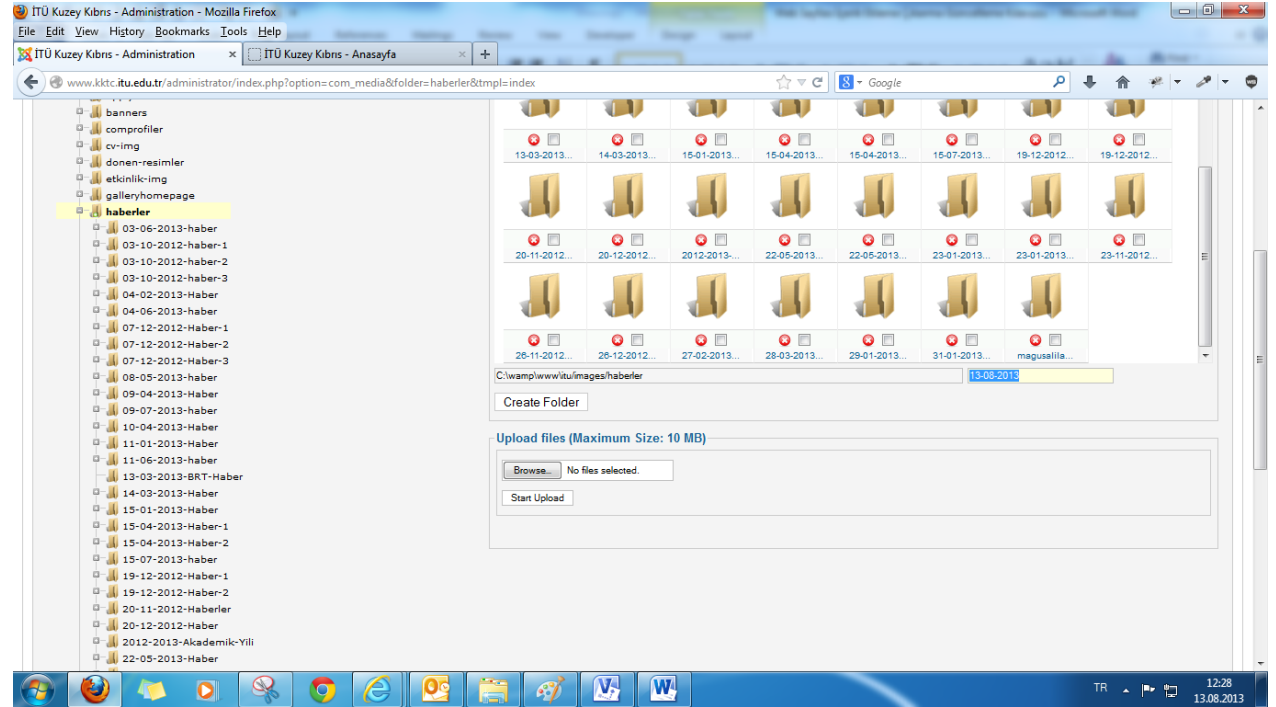 İTÜ Kuzey Kıbrıs - Administration - Mozilla Firefox
File Edit View History Bookmarks Tools Help
İTÜ Kuzey Kıbrıs - Administration × İTÜ Kuzey Kıbrıs - Anasayfa × +
www.kktc.itu.edu.tr/administrator/index.php?option=com_media&folder=haberler&tmpl=index
Google
banners
comprofiler
cv-img
donen-resimler
etkinlik-img
galleryhomepage
haberler
03-06-2013-haber
03-10-2012-haber-1
03-10-2012-haber-2
03-10-2012-haber-3
04-02-2013-Haber
04-06-2013-haber
07-12-2012-Haber-1
07-12-2012-Haber-2
07-12-2012-Haber-3
08-05-2013-haber
09-04-2013-Haber
09-07-2013-haber
10-04-2013-Haber
11-01-2013-Haber
11-06-2013-haber
13-03-2013-BRT-Haber
14-03-2013-Haber
15-01-2013-Haber
15-04-2013-Haber-1
15-04-2013-Haber-2
15-07-2013-haber
19-12-2012-Haber-1
19-12-2012-Haber-2
20-11-2012-Haberler
20-12-2012-Haber
2012-2013-Akademik-Yili
22-05-2013-Haber
13-03-2013... 14-03-2013... 15-01-2013... 15-04-2013... 15-04-2013... 15-07-2013... 19-12-2012... 19-12-2012...
20-11-2012... 20-12-2012... 2012-2013-... 22-05-2013... 22-05-2013... 23-01-2013... 23-01-2013... 23-11-2012...
26-11-2012... 26-12-2012... 27-02-2013... 28-03-2013... 29-01-2013... 31-01-2013... magusalila...
C:\wamp\www\itu/images/haberler 13-08-2013
Create Folder
Upload files (Maximum Size: 10 MB)
Browse... No files selected.
Start Upload
TR 12:28
13.08.2013